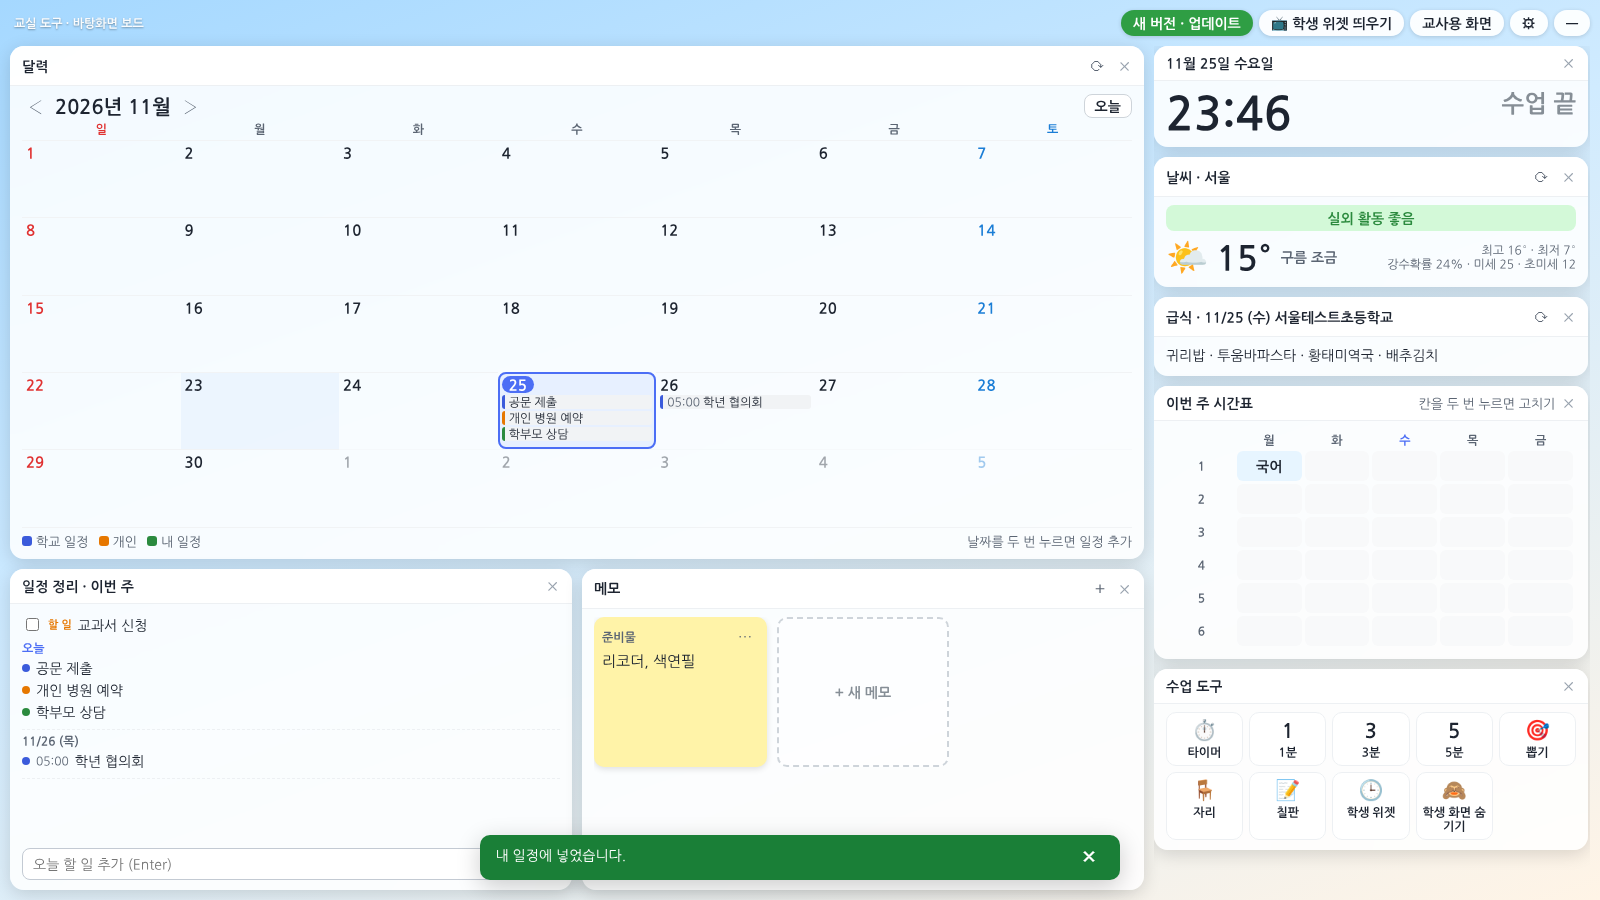 교실 도구 · 바탕화면 보드
새 버전 · 업데이트
학생 위젯 띄우기
교사용 화면
달력
2026년 11월
오늘
일 월 화 수 목 금 토
1 2 3 4 5 6 7
8 9 10 11 12 13 14
15 16 17 18 19 20 21
22 23 24 25 26 27 28
공문 제출
개인 병원 예약
학부모 상담
05:00 학년 협의회
29 30 1 2 3 4 5
학교 일정 개인 내 일정
날짜를 두 번 누르면 일정 추가
일정 정리 · 이번 주
할 일 교과서 신청
오늘
공문 제출
개인 병원 예약
학부모 상담
11/26 (목)
05:00 학년 협의회
오늘 할 일 추가 (Enter)
메모
준비물
리코더, 색연필
+ 새 메모
내 일정에 넣었습니다.
11월 25일 수요일
23:46
수업 끝
날씨 · 서울
실외 활동 좋음
15° 구름 조금
최고 16° · 최저 7°
강수확률 24% · 미세 25 · 초미세 12
급식 · 11/25 (수) 서울테스트초등학교
귀리밥 · 투움바파스타 · 황태미역국 · 배추김치
이번 주 시간표
칸을 두 번 누르면 고치기
월 화 수 목 금
1 국어
2
3
4
5
6
수업 도구
타이머
1
1분
3
3분
5
5분
뽑기
자리
칠판
학생 위젯
학생 화면 숨
기기